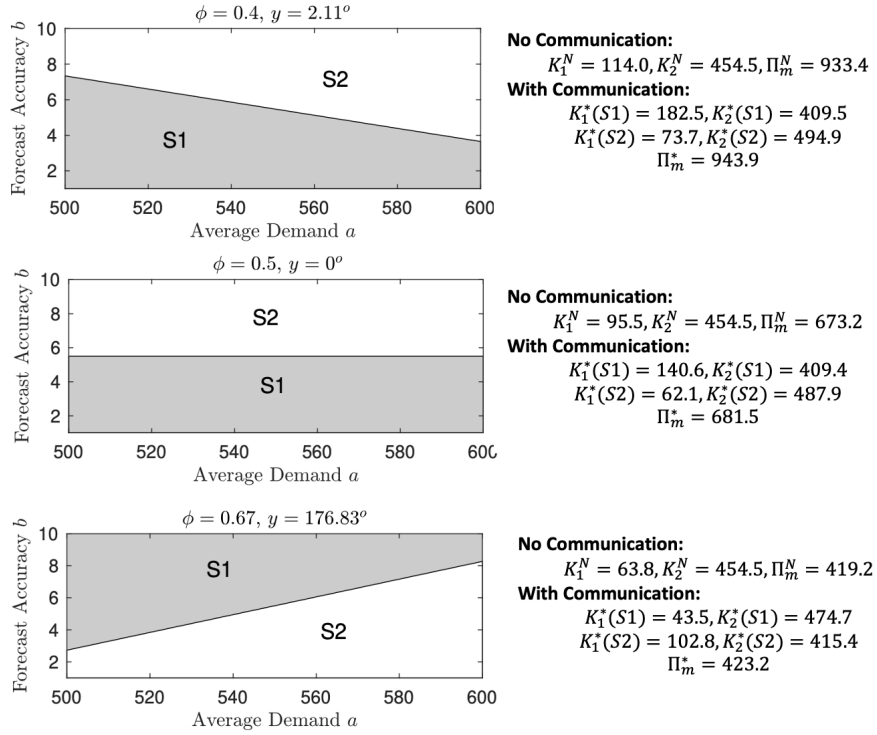 ϕ = 0.4, y = 2.11°
Forecast Accuracy b
10
8
6
4
2
S2
S1
500 520 540 560 580 600
Average Demand a
No Communication:
K₁ᴺ = 114.0, K₂ᴺ = 454.5, Πₘᴺ = 933.4
With Communication:
K₁*(S1) = 182.5, K₂*(S1) = 409.5
K₁*(S2) = 73.7, K₂*(S2) = 494.9
Πₘ* = 943.9
ϕ = 0.5, y = 0°
Forecast Accuracy b
10
8
6
4
2
S2
S1
500 520 540 560 580 600
Average Demand a
No Communication:
K₁ᴺ = 95.5, K₂ᴺ = 454.5, Πₘᴺ = 673.2
With Communication:
K₁*(S1) = 140.6, K₂*(S1) = 409.4
K₁*(S2) = 62.1, K₂*(S2) = 487.9
Πₘ* = 681.5
ϕ = 0.67, y = 176.83°
Forecast Accuracy b
10
8
6
4
2
S1
S2
500 520 540 560 580 600
Average Demand a
No Communication:
K₁ᴺ = 63.8, K₂ᴺ = 454.5, Πₘᴺ = 419.2
With Communication:
K₁*(S1) = 43.5, K₂*(S1) = 474.7
K₁*(S2) = 102.8, K₂*(S2) = 415.4
Πₘ* = 423.2